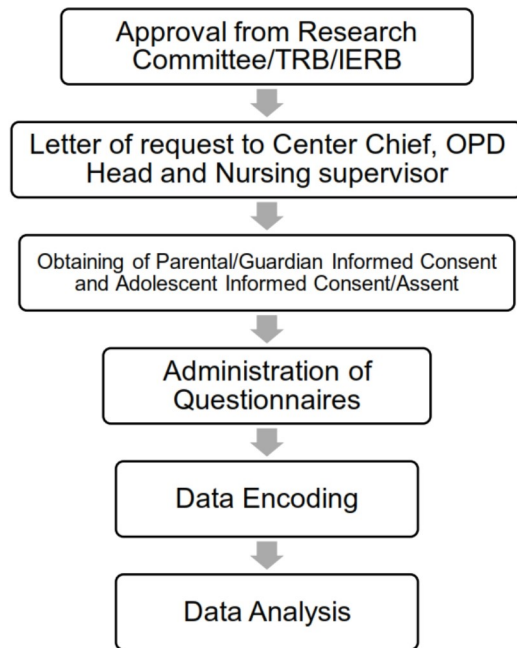 Approval from Research
Committee/TRB/IERB
Letter of request to Center Chief, OPD
Head and Nursing supervisor
Obtaining of Parental/Guardian Informed Consent
and Adolescent Informed Consent/Assent
Administration of
Questionnaires
Data Encoding
Data Analysis